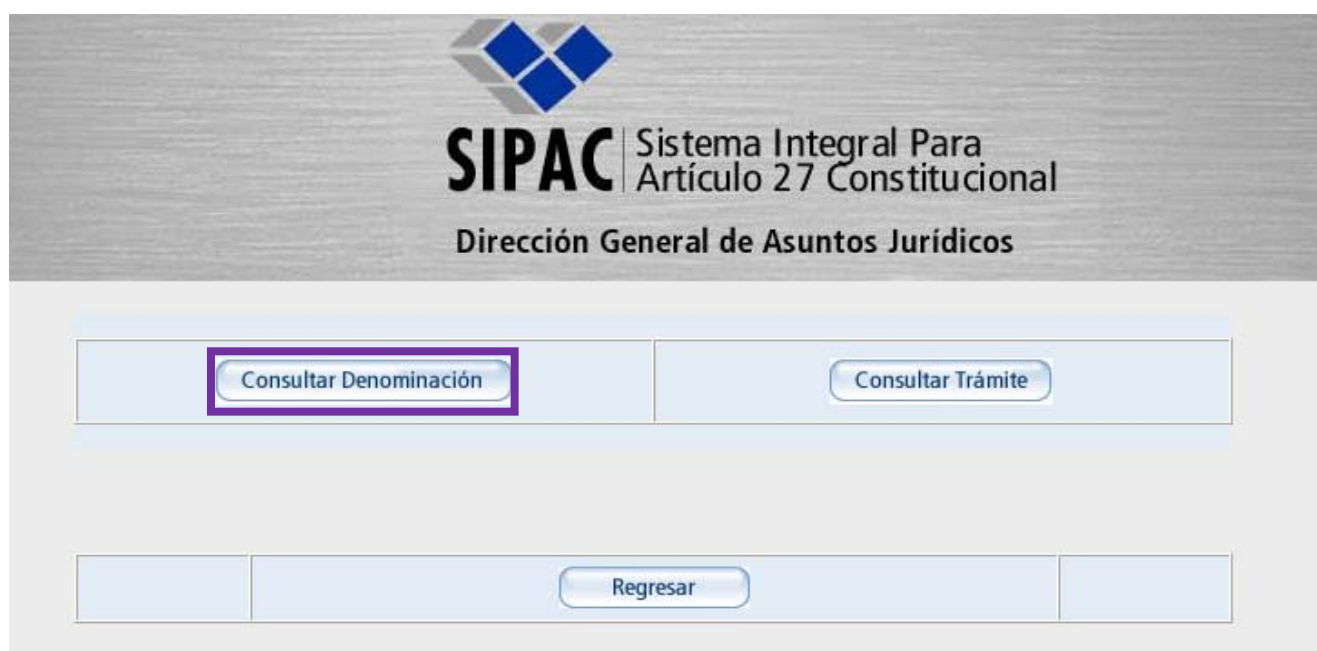 SIPAC
Sistema Integral Para
Artículo 27 Constitucional
Dirección General de Asuntos Jurídicos
Consultar Denominación
Consultar Trámite
Regresar